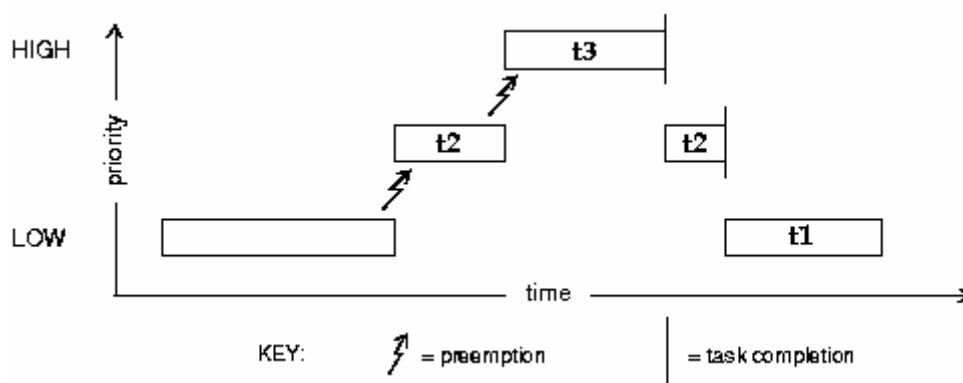 HIGH
t3
priority
t2
t2
LOW
t1
time
KEY:
= preemption
= task completion